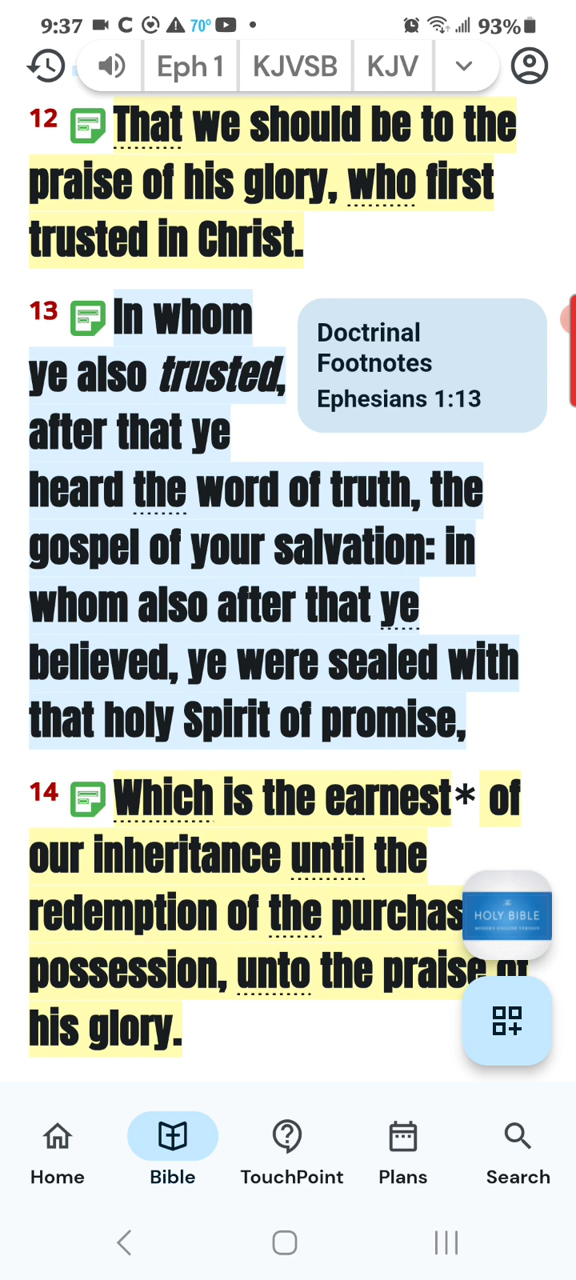 9:37 C 70° 93%
Eph 1 KJVSB KJV
12 That we should be to the
praise of his glory, who first
trusted in Christ.
13 In whom
ye also trusted,
after that ye
heard the word of truth, the
gospel of your salvation: in
whom also after that ye
believed, ye were sealed with
that holy Spirit of promise,
Doctrinal
Footnotes
Ephesians 1:13
14 Which is the earnest* of
our inheritance until the
redemption of the purchas
possession, unto the praise of
his glory.
HOLY BIBLE
MODERN ENGLISH VERSION
Home Bible TouchPoint Plans Search